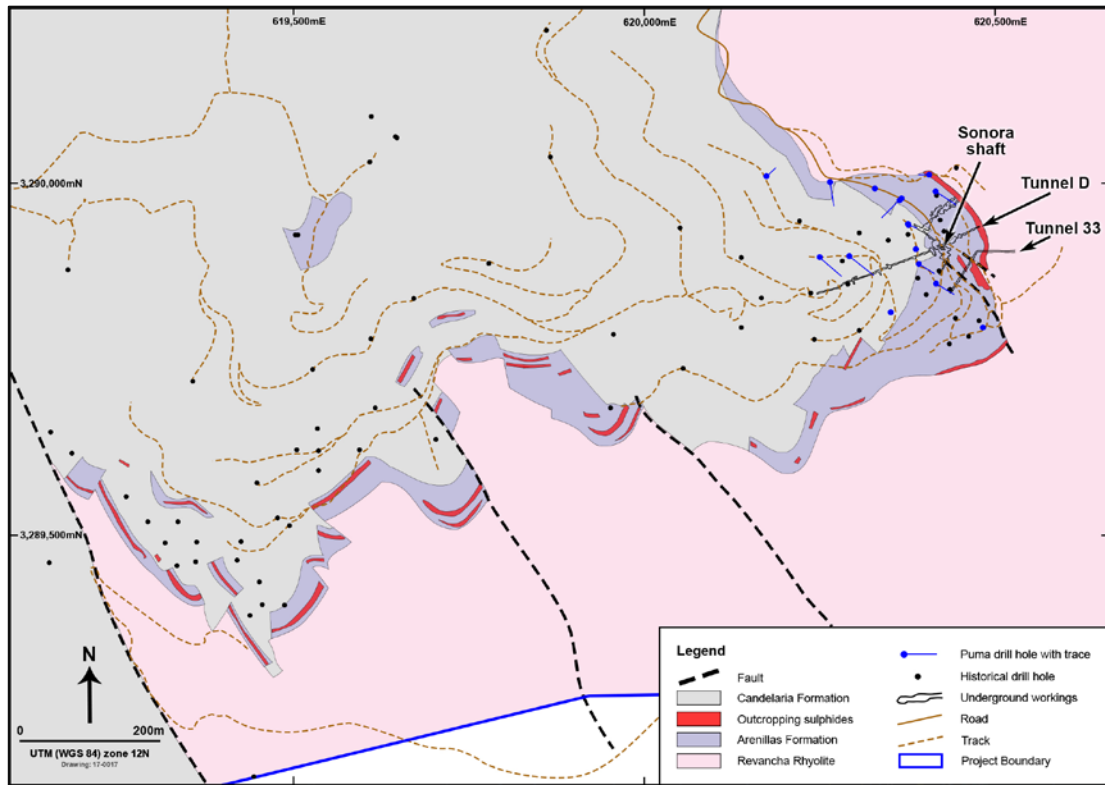 619,500mE
620,000mE
620,500mE
3,290,000mN
Sonora
shaft
Tunnel D
Tunnel 33
3,289,500mN
N
0
200m
UTM (WGS 84) zone 12N
Drawing: 17-0017
Legend
Fault
Candelaria Formation
Outcropping sulphides
Arenillas Formation
Revancha Rhyolite
Puma drill hole with trace
Historical drill hole
Underground workings
Road
Track
Project Boundary